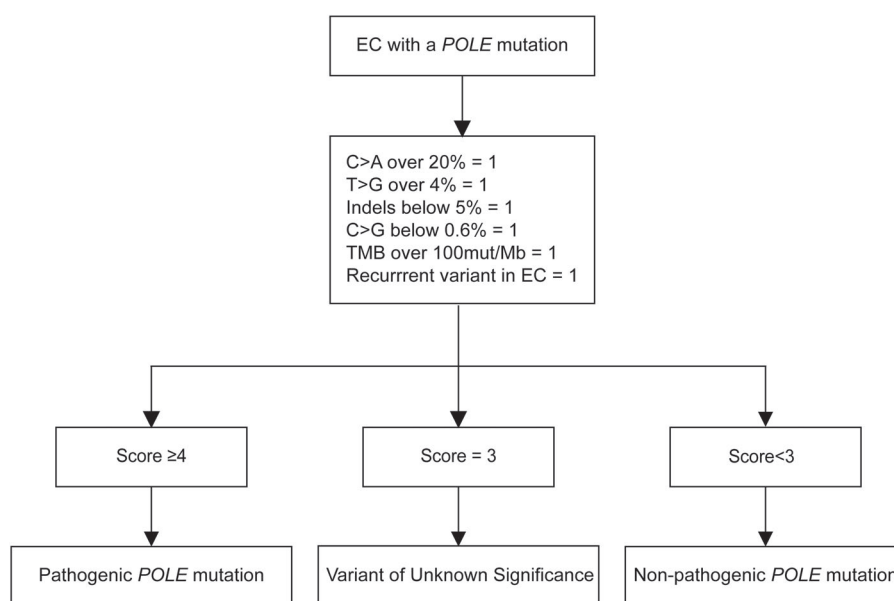 EC with a POLE mutation
C>A over 20% = 1
T>G over 4% = 1
Indels below 5% = 1
C>G below 0.6% = 1
TMB over 100mut/Mb = 1
Recurrrent variant in EC = 1
Score ≥4
Score = 3
Score<3
Pathogenic POLE mutation
Variant of Unknown Significance
Non-pathogenic POLE mutation